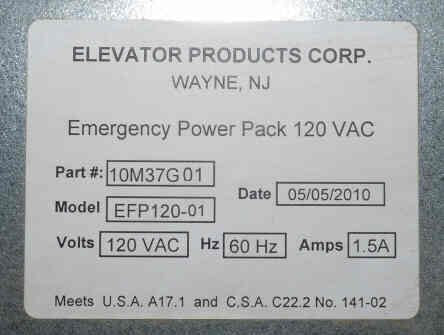 ELEVATOR PRODUCTS CORP.
WAYNE, NJ
Emergency Power Pack 120 VAC
Part #: 10M37G 01
Date 05/05/2010
Model EFP120-01
Volts 120 VAC Hz 60 Hz Amps 1.5A
Meets U.S.A. A17.1 and C.S.A. C22.2 No. 141-02